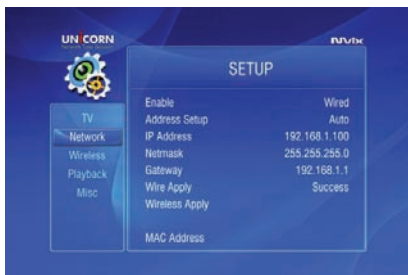 UNICORN
SETUP
TV
Network
Wireless
Playback
Misc
Enable Wired
Address Setup Auto
IP Address 192.168.1.100
Netmask 255.255.255.0
Gateway 192.168.1.1
Wire Apply Success
Wireless Apply
MAC Address